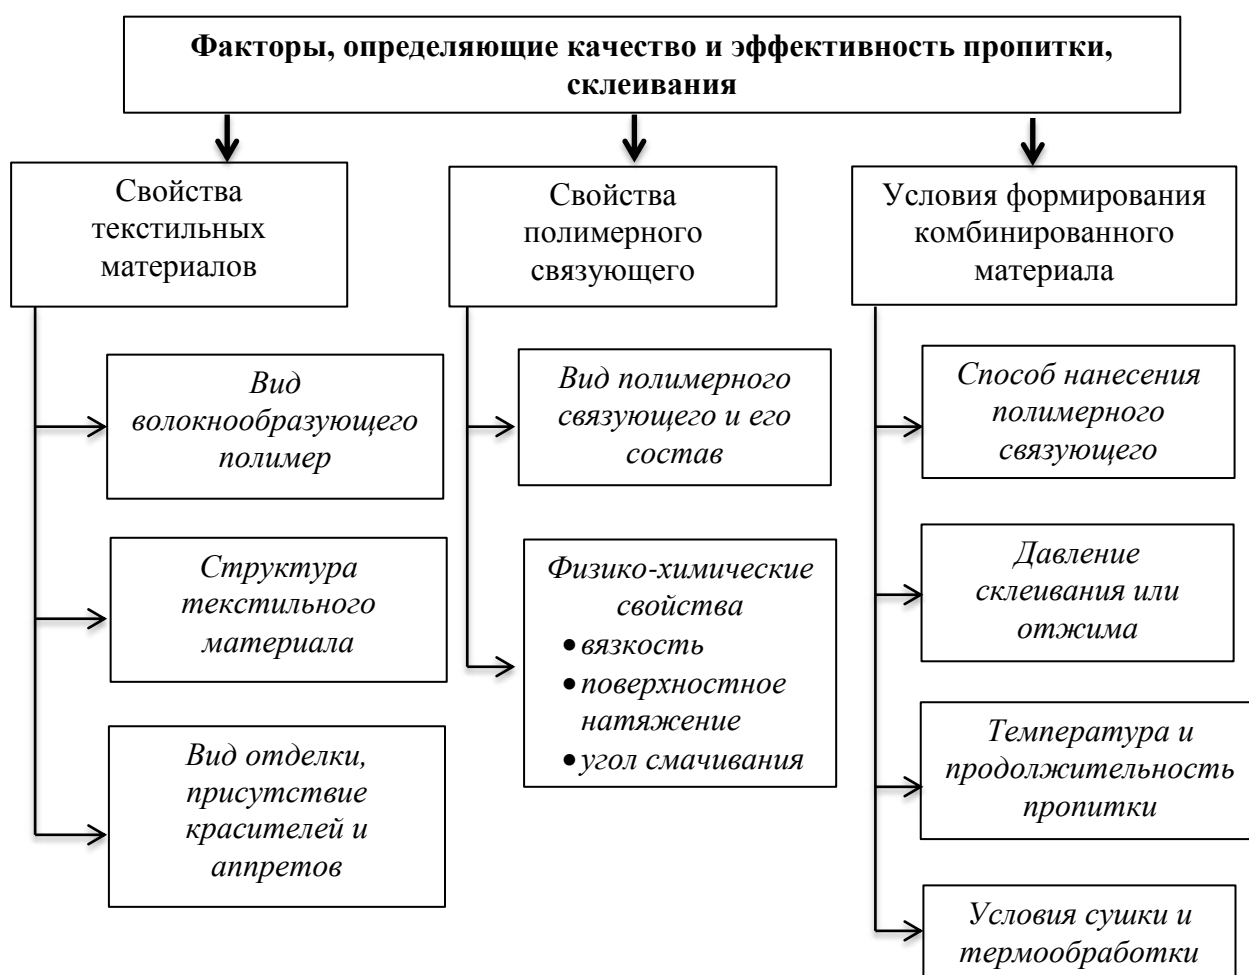 Факторы, определяющие качество и эффективность пропитки,
склеивания
Свойства
текстильных
материалов
Вид
волокнообразующего
полимер
Структура
текстильного
материала
Вид отделки,
присутствие
красителей и
аппретов
Свойства
полимерного
связующего
Вид полимерного
связующего и его
состав
Физико-химические
свойства
• вязкость
• поверхностное
натяжение
• угол смачивания
Условия формирования
комбинированного
материала
Способ нанесения
полимерного
связующего
Давление
склеивания или
отжима
Температура и
продолжительность
пропитки
Условия сушки и
термообработки